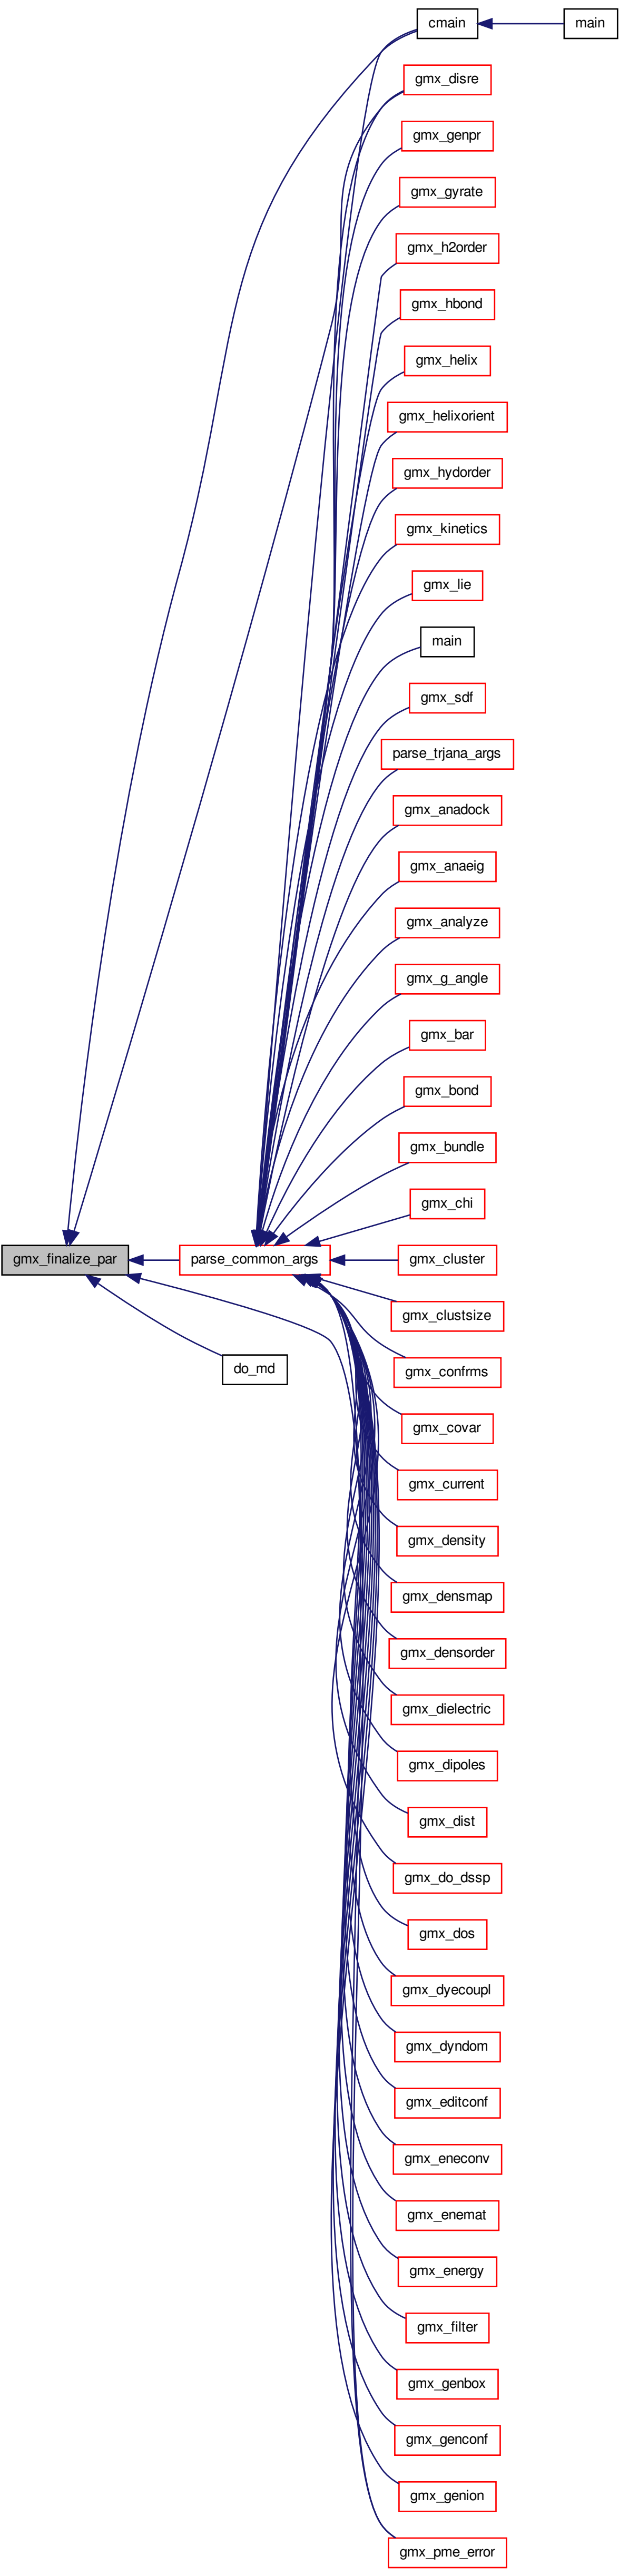 cmain
main
gmx_disre
gmx_genpr
gmx_gyrate
gmx_h2order
gmx_hbond
gmx_helix
gmx_helixorient
gmx_hydorder
gmx_kinetics
gmx_lie
main
gmx_sdf
parse_trjana_args
gmx_anadock
gmx_anaeig
gmx_analyze
gmx_g_angle
gmx_bar
gmx_bond
gmx_bundle
gmx_chi
gmx_finalize_par
parse_common_args
gmx_cluster
gmx_clustsize
do_md
gmx_confrms
gmx_covar
gmx_current
gmx_density
gmx_densmap
gmx_densorder
gmx_dielectric
gmx_dipoles
gmx_dist
gmx_do_dssp
gmx_dos
gmx_dyecoupl
gmx_dyndom
gmx_editconf
gmx_eneconv
gmx_enemat
gmx_energy
gmx_filter
gmx_genbox
gmx_genconf
gmx_genion
gmx_pme_error